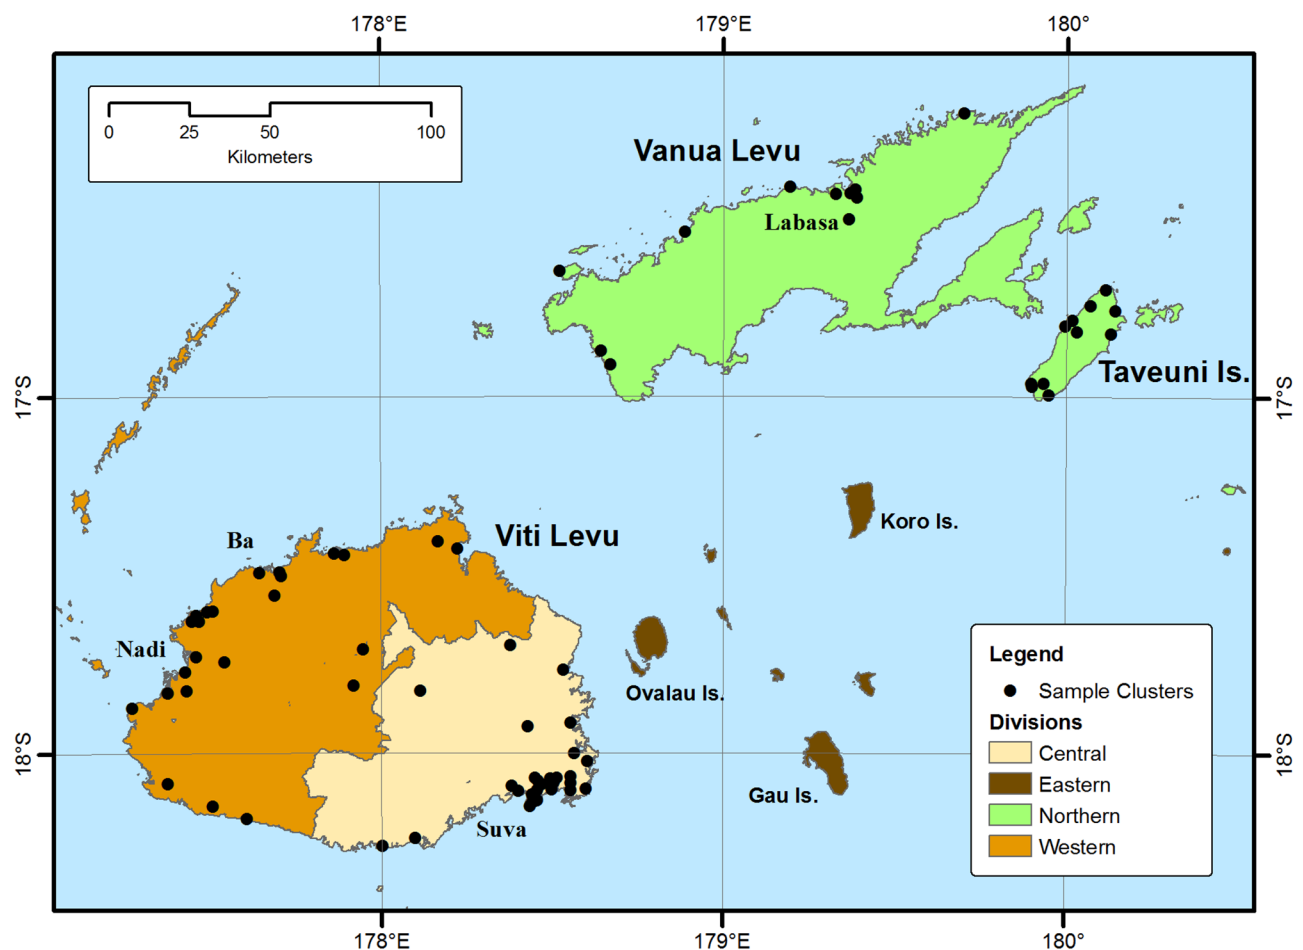 178°E 179°E 180°
0 25 50 100
Kilometers
Vanua Levu
Labasa
Taveuni Is.
17°S 17°S
Koro Is.
Viti Levu
Ba
Nadi
Ovalau Is.
Legend
Sample Clusters
Divisions
Central
Eastern
Northern
Western
18°S 18°S
Gau Is.
Suva
178°E 179°E 180°